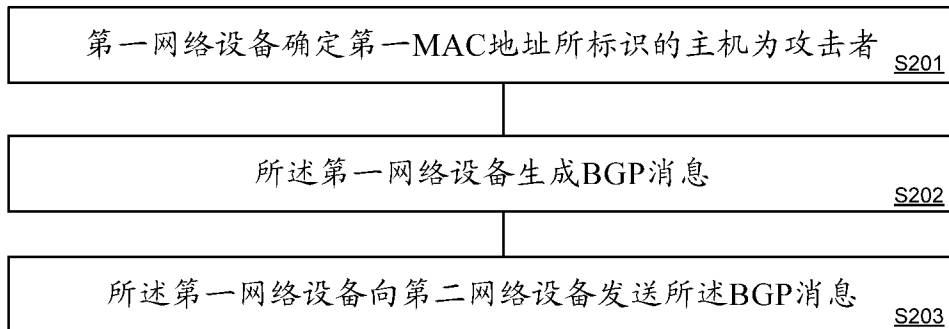 第一网络设备确定第一MAC地址所标识的主机为攻击者
S201
所述第一网络设备生成BGP消息
S202
所述第一网络设备向第二网络设备发送所述BGP消息
S203